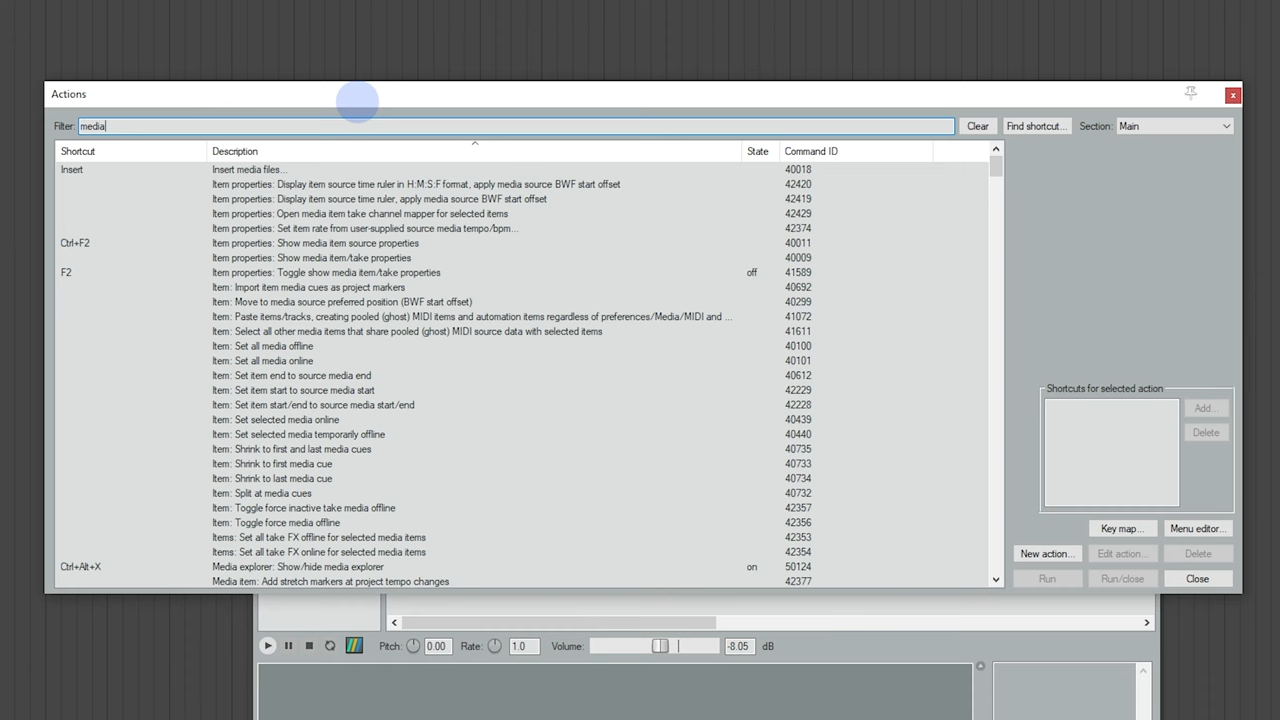 Actions
Filter: media Clear Find shortcut... Section: Main
Shortcut Description State Command ID
Insert Insert media files... 40018
Item properties: Display item source time ruler in H:M:S:F format, apply media source BWF start offset 42420
Item properties: Display item source time ruler, apply media source BWF start offset 42419
Item properties: Open media item take channel mapper for selected items 42429
Item properties: Set item rate from user-supplied source media tempo/bpm... 42374
Ctrl+F2 Item properties: Show media item source properties 40011
Item properties: Show media item/take properties 40009
F2 Item properties: Toggle show media item/take properties off 41589
Item: Import item media cues as project markers 40692
Item: Move to media source preferred position (BWF start offset) 40299
Item: Paste items/tracks, creating pooled (ghost) MIDI items and automation items regardless of preferences/Media/MIDI and ... 41072
Item: Select all other media items that share pooled (ghost) MIDI source data with selected items 41611
Item: Set all media offline 40100
Item: Set all media online 40101
Item: Set item end to source media end 40612
Item: Set item start to source media start 42229
Item: Set item start/end to source media start/end 42228
Item: Set selected media online 40439
Item: Set selected media temporarily offline 40440
Item: Shrink to first and last media cues 40735
Item: Shrink to first media cue 40733
Item: Shrink to last media cue 40734
Item: Split at media cues 40732
Item: Toggle force inactive take media offline 42357
Item: Toggle force media offline 42356
Items: Set all take FX offline for selected media items 42353
Items: Set all take FX online for selected media items 42354
Ctrl+Alt+X Media explorer: Show/hide media explorer on 50124
Media item: Add stretch markers at project tempo changes 42377
Shortcuts for selected action
Add...
Delete
Key map... Menu editor...
New action... Edit action... Delete
Run Run/close Close
Pitch: 0.00 Rate: 1.0 Volume: -8.05 dB